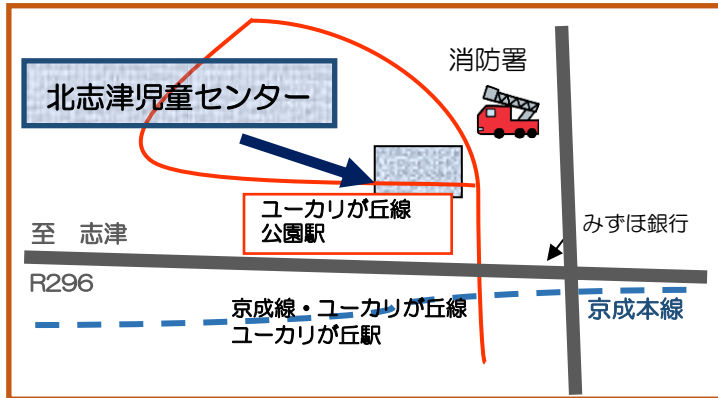 消防署
北志津児童センター
ユーカリが丘線
公園駅
至　志津
みずほ銀行
R296
京成線・ユーカリが丘線
ユーカリが丘駅
京成本線